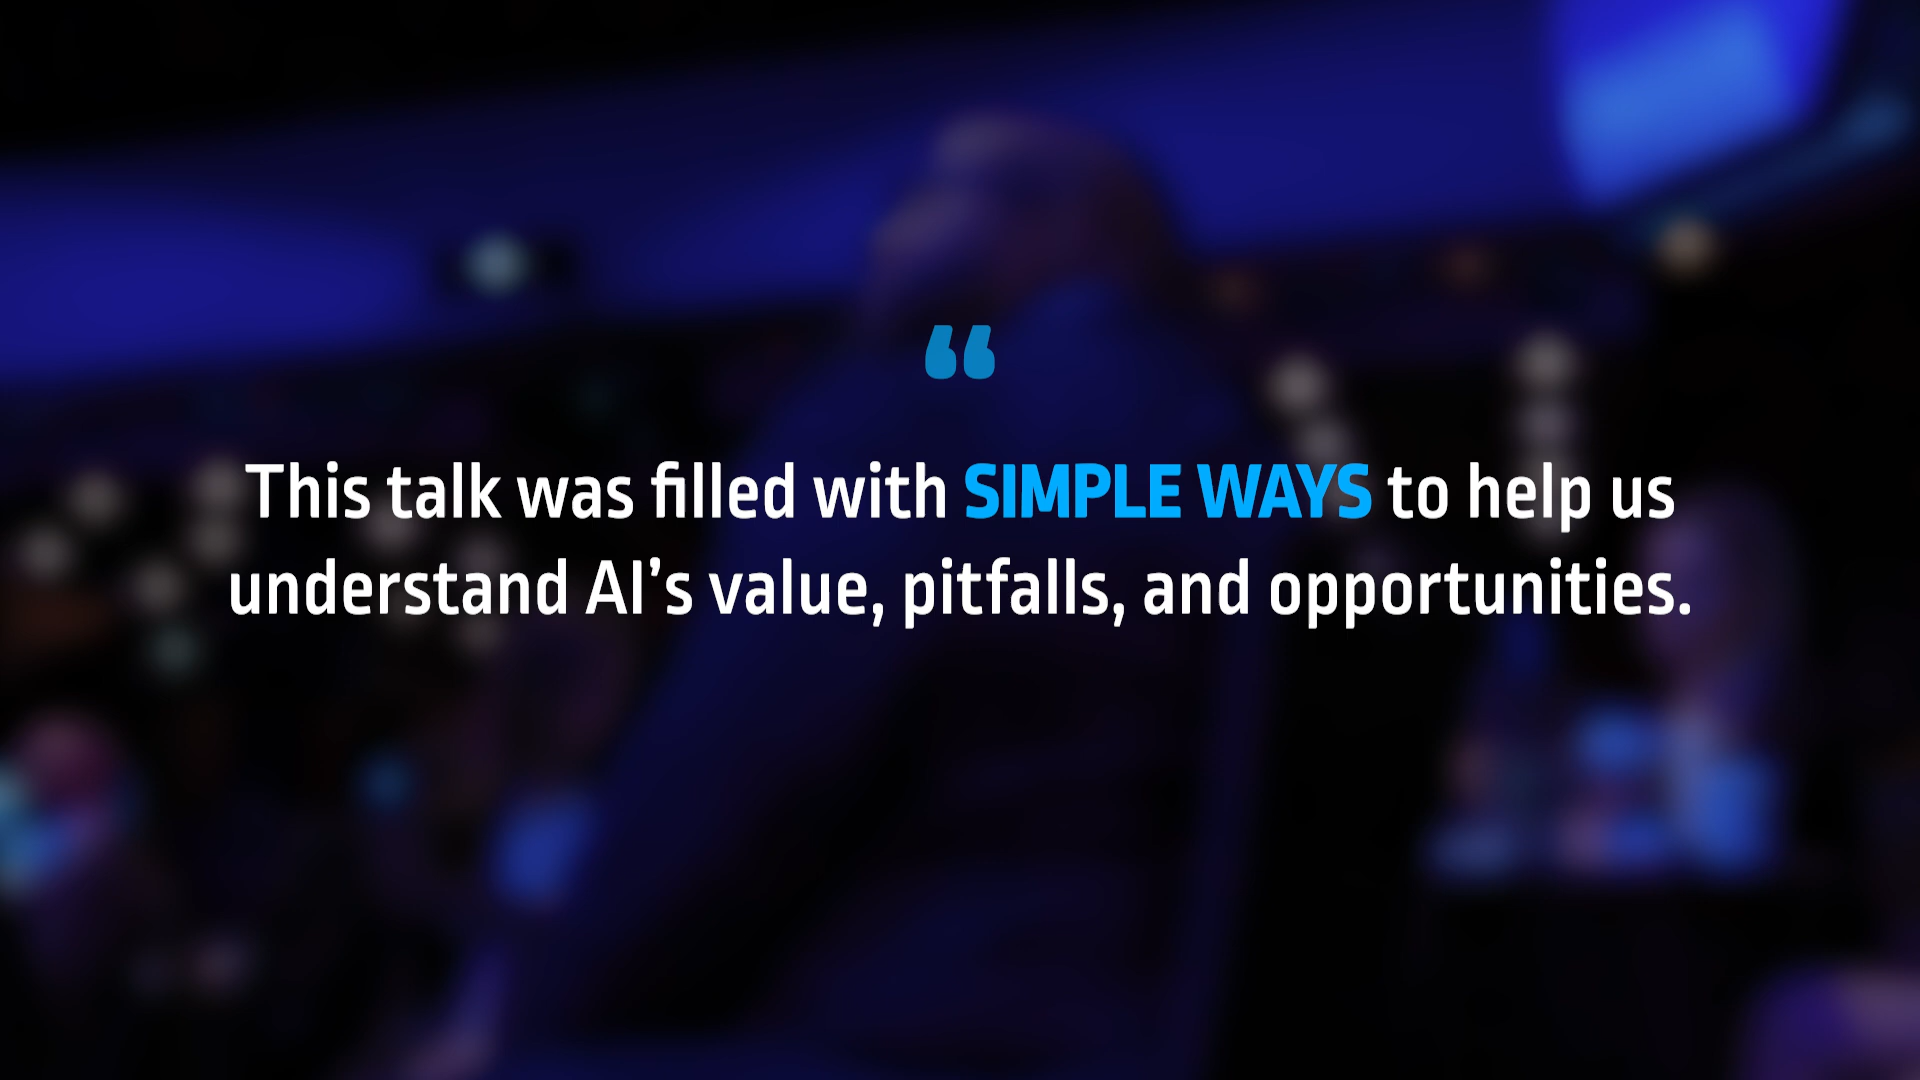 “
This talk was filled with SIMPLE WAYS to help us
understand AI’s value, pitfalls, and opportunities.